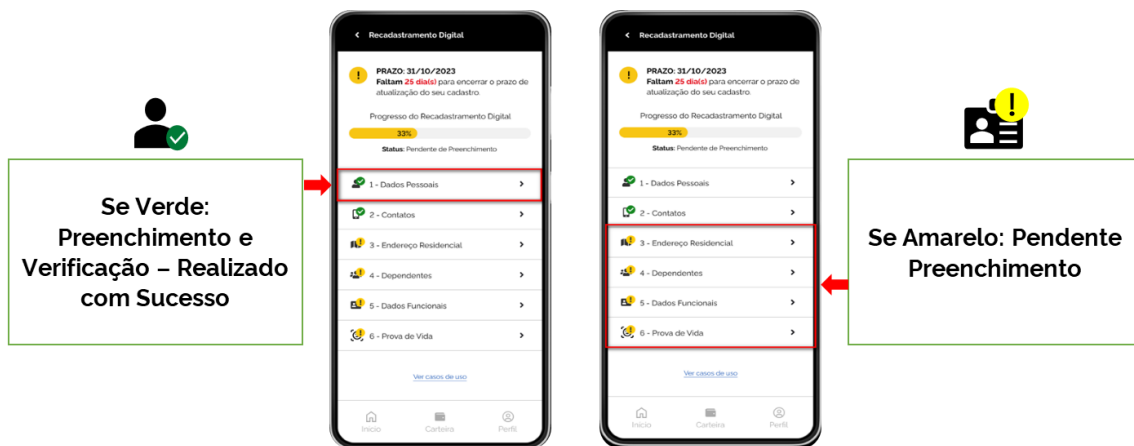 Se Verde:
Preenchimento e
Verificação – Realizado
com Sucesso
Recadastramento Digital
PRAZO: 31/10/2023
Faltam 25 dia(s) para encerrar o prazo de
atualização do seu cadastro.
Progresso do Recadastramento Digital
33%
Status: Pendente de Preenchimento
1 - Dados Pessoais
2 - Contatos
3 - Endereço Residencial
4 - Dependentes
5 - Dados Funcionais
6 - Prova de Vida
Ver casos de uso
Início Carteira Perfil
Recadastramento Digital
PRAZO: 31/10/2023
Faltam 25 dia(s) para encerrar o prazo de
atualização do seu cadastro.
Progresso do Recadastramento Digital
33%
Status: Pendente de Preenchimento
1 - Dados Pessoais
2 - Contatos
3 - Endereço Residencial
4 - Dependentes
5 - Dados Funcionais
6 - Prova de Vida
Ver casos de uso
Início Carteira Perfil
Se Amarelo: Pendente
Preenchimento